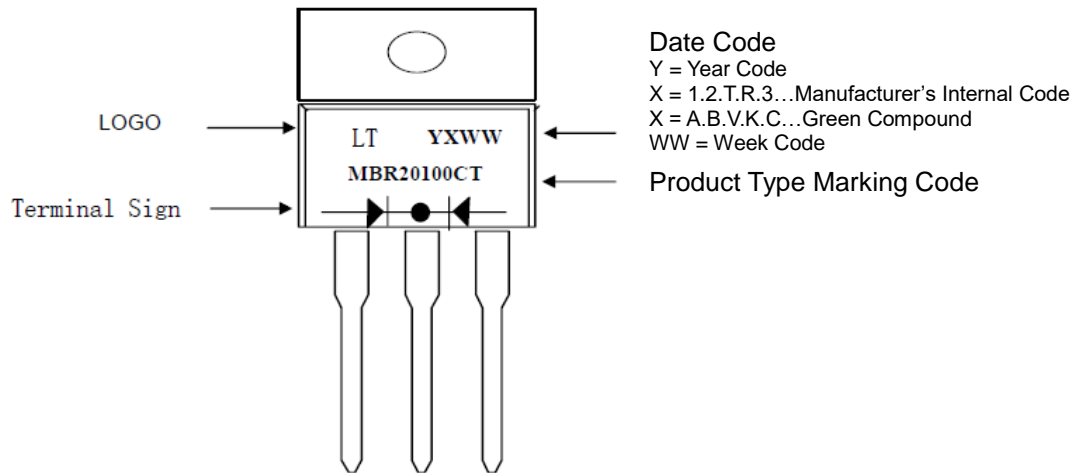 Date Code
Y = Year Code
X = 1.2.T.R.3…Manufacturer's Internal Code
X = A.B.V.K.C…Green Compound
WW = Week Code
LOGO
LT YXWW
MBR20100CT
Product Type Marking Code
Terminal Sign